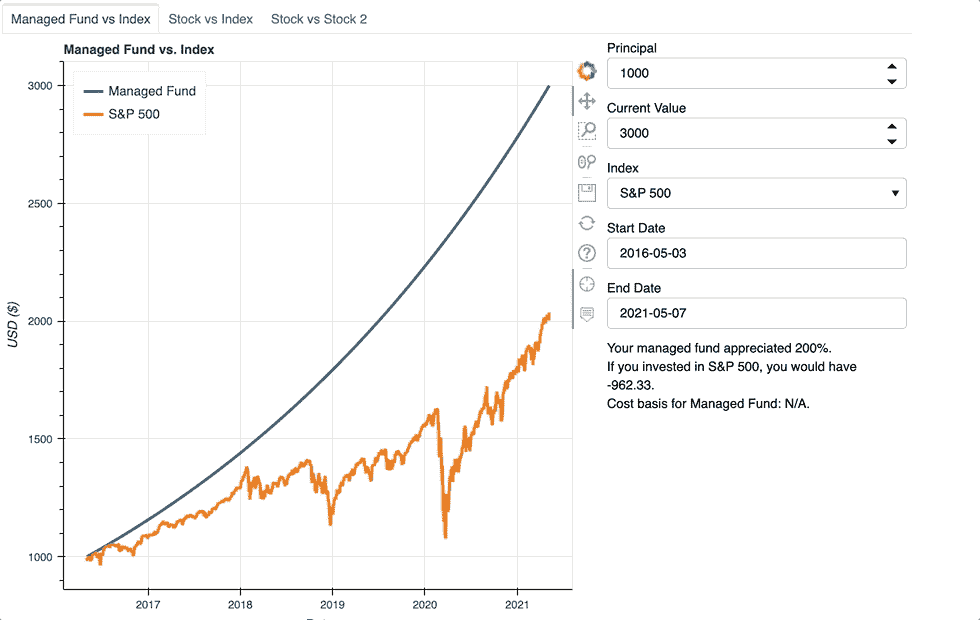 Managed Fund vs Index
Stock vs Index
Stock vs Stock 2
Managed Fund vs. Index
Managed Fund
S&P 500
USD ($)
3000
2500
2000
1500
1000
2017
2018
2019
2020
2021
Principal
1000
Current Value
3000
Index
S&P 500
Start Date
2016-05-03
End Date
2021-05-07
Your managed fund appreciated 200%.
If you invested in S&P 500, you would have
-962.33.
Cost basis for Managed Fund: N/A.